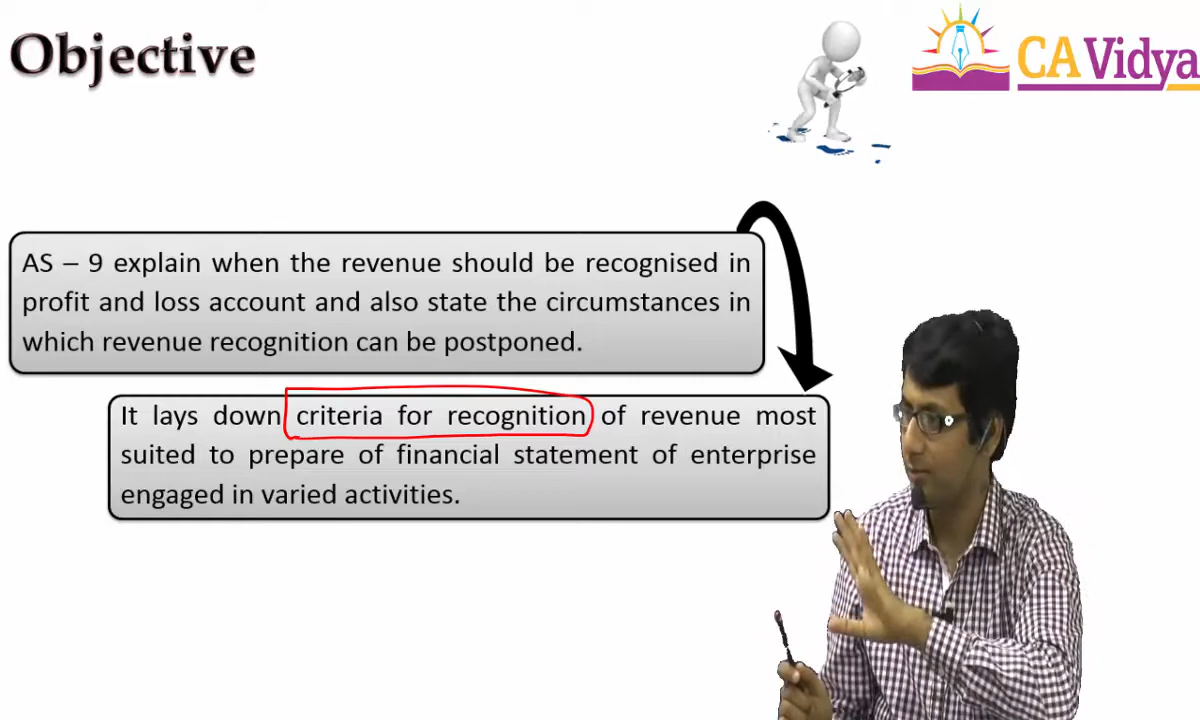 Objective
CA Vidya
AS – 9 explain when the revenue should be recognised in
profit and loss account and also state the circumstances in
which revenue recognition can be postponed.
It lays down criteria for recognition of revenue most
suited to prepare of financial statement of enterprise
engaged in varied activities.